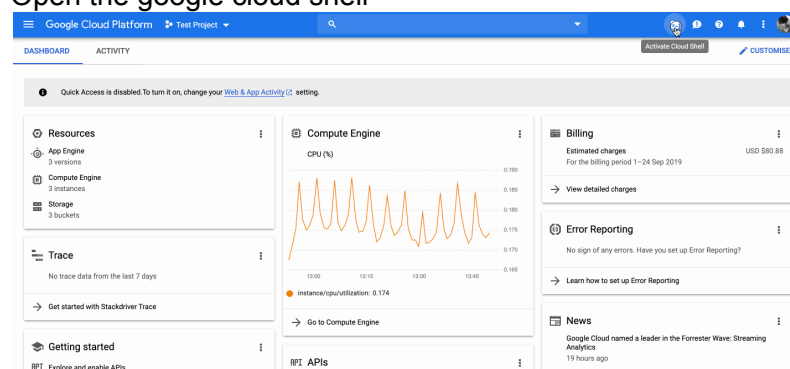 Open the google cloud shell
Google Cloud Platform Test Project
Activate Cloud Shell
DASHBOARD ACTIVITY CUSTOMISE
Quick Access is disabled.To turn it on, change your Web & App Activity setting.
Resources
App Engine
3 versions
Compute Engine
3 instances
Storage
3 buckets
Trace
No trace data from the last 7 days
Get started with Stackdriver Trace
Getting started
API Explore and enable APIs
Compute Engine
CPU (%)
0.190
0.185
0.180
0.175
0.170
0.165
13:00 13:15 13:30 13:45
instance/cpu/utilization: 0.174
Go to Compute Engine
API APIs
Billing
Estimated charges USD $80.88
For the billing period 1–24 Sep 2019
View detailed charges
Error Reporting
No sign of any errors. Have you set up Error Reporting?
Learn how to set up Error Reporting
News
Google Cloud named a leader in the Forrester Wave: Streaming
Analytics
19 hours ago